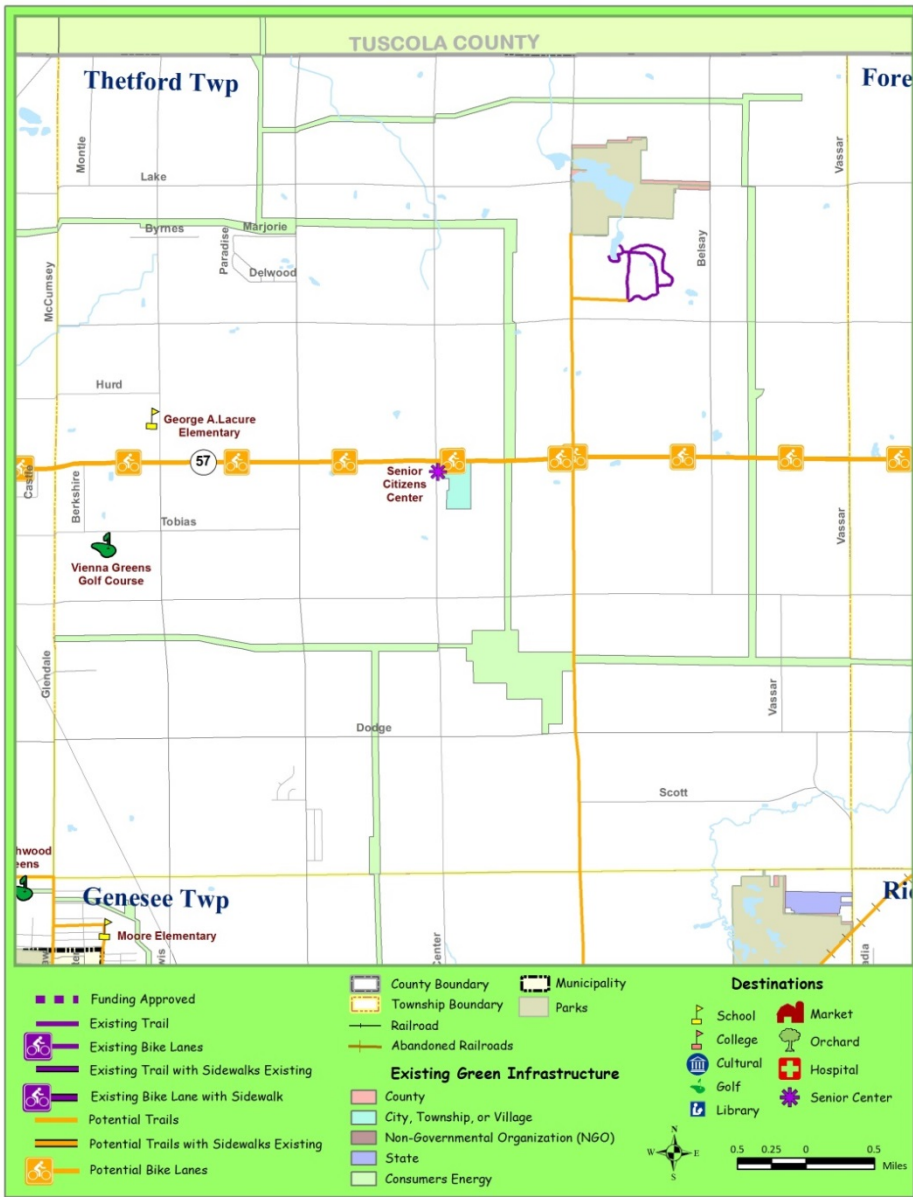 TUSCOLA COUNTY
Thetford Twp
Fore
Montle
Vassar
Lake
Byrnes
Marjorie
Paradise
Belsay
Delwood
McCumsey
Hurd
George A.Lacure
Elementary
57
Senior
Citizens
Center
Castle
Berkshire
Tobias
Vassar
Vienna Greens
Golf Course
Glendale
Vassar
Dodge
Scott
hwood
eens
Genesee Twp
Ric
Moore Elementary
Center
Funding Approved
Existing Trail
Existing Bike Lanes
Existing Trail with Sidewalks Existing
Existing Bike Lane with Sidewalk
Potential Trails
Potential Trails with Sidewalks Existing
Potential Bike Lanes
County Boundary
Township Boundary
Railroad
Abandoned Railroads
Municipality
Parks
Existing Green Infrastructure
County
City, Township, or Village
Non-Governmental Organization (NGO)
State
Consumers Energy
Destinations
School
College
Cultural
Golf
Library
Market
Orchard
Hospital
Senior Center
N
W E
S
0.5 0.25 0 0.5
Miles